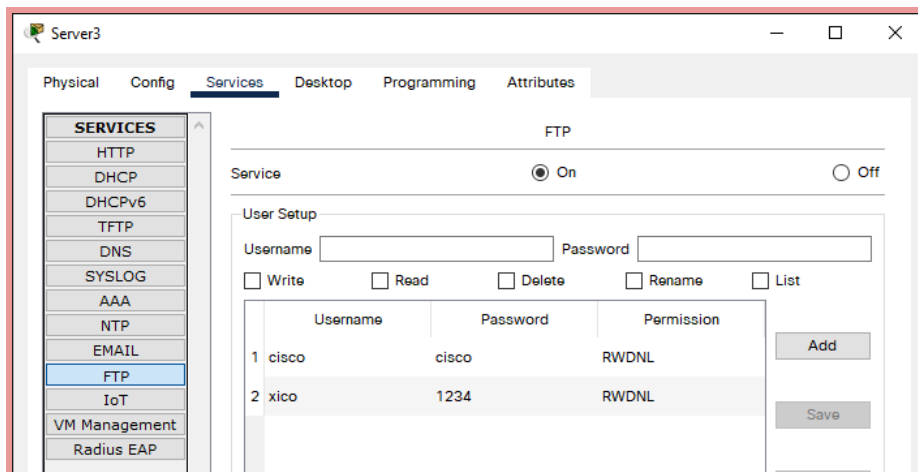 Server3
Physical Config Services Desktop Programming Attributes
SERVICES
HTTP
DHCP
DHCPv6
TFTP
DNS
SYSLOG
AAA
NTP
EMAIL
FTP
IoT
VM Management
Radius EAP
FTP
Service On Off
User Setup
Username Password
Write Read Delete Rename List
Username Password Permission
1 cisco cisco RWDNL
2 xico 1234 RWDNL
Add
Save